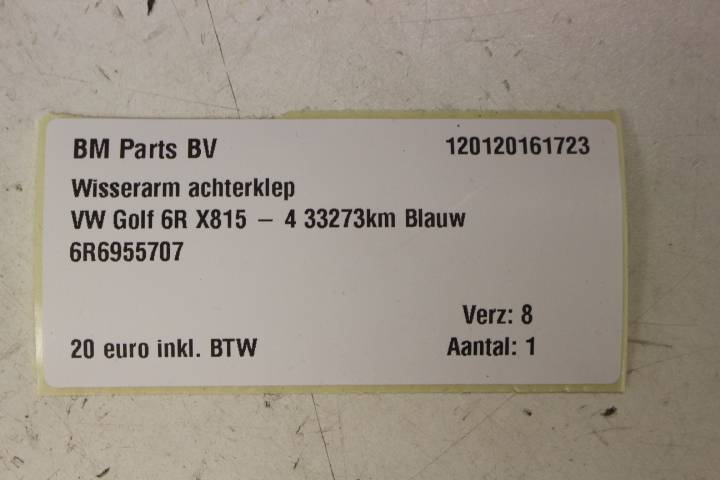 BM Parts BV 120120161723
Wisserarm achterklep
VW Golf 6R X815 – 4 33273km Blauw
6R6955707
Verz: 8
20 euro inkl. BTW Aantal: 1